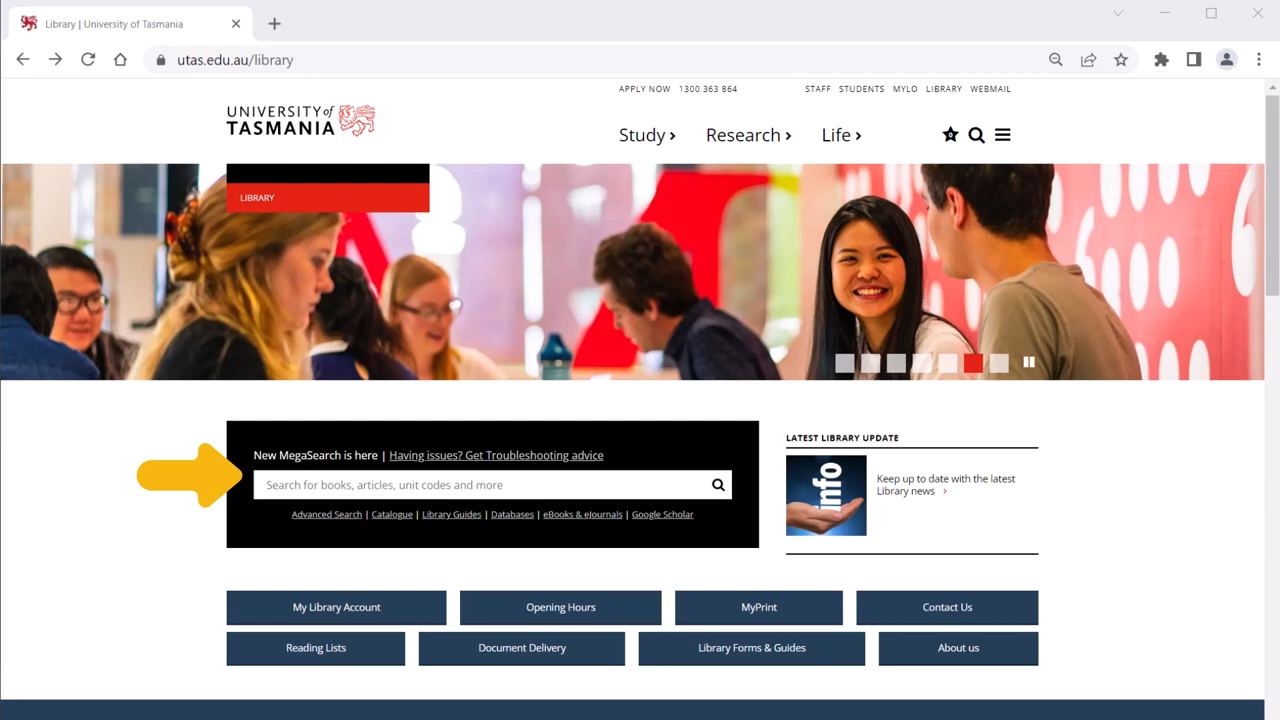 Library | University of Tasmania
utas.edu.au/library
APPLY NOW 1300 363 864 STAFF STUDENTS MYLO LIBRARY WEBMAIL
UNIVERSITY of
TASMANIA
Study Research Life
0
LIBRARY
New MegaSearch is here | Having issues? Get Troubleshooting advice
Search for books, articles, unit codes and more
Advanced Search | Catalogue | Library Guides | Databases | eBooks & eJournals | Google Scholar
LATEST LIBRARY UPDATE
info
Keep up to date with the latest
Library news
My Library Account Opening Hours MyPrint Contact Us
Reading Lists Document Delivery Library Forms & Guides About us